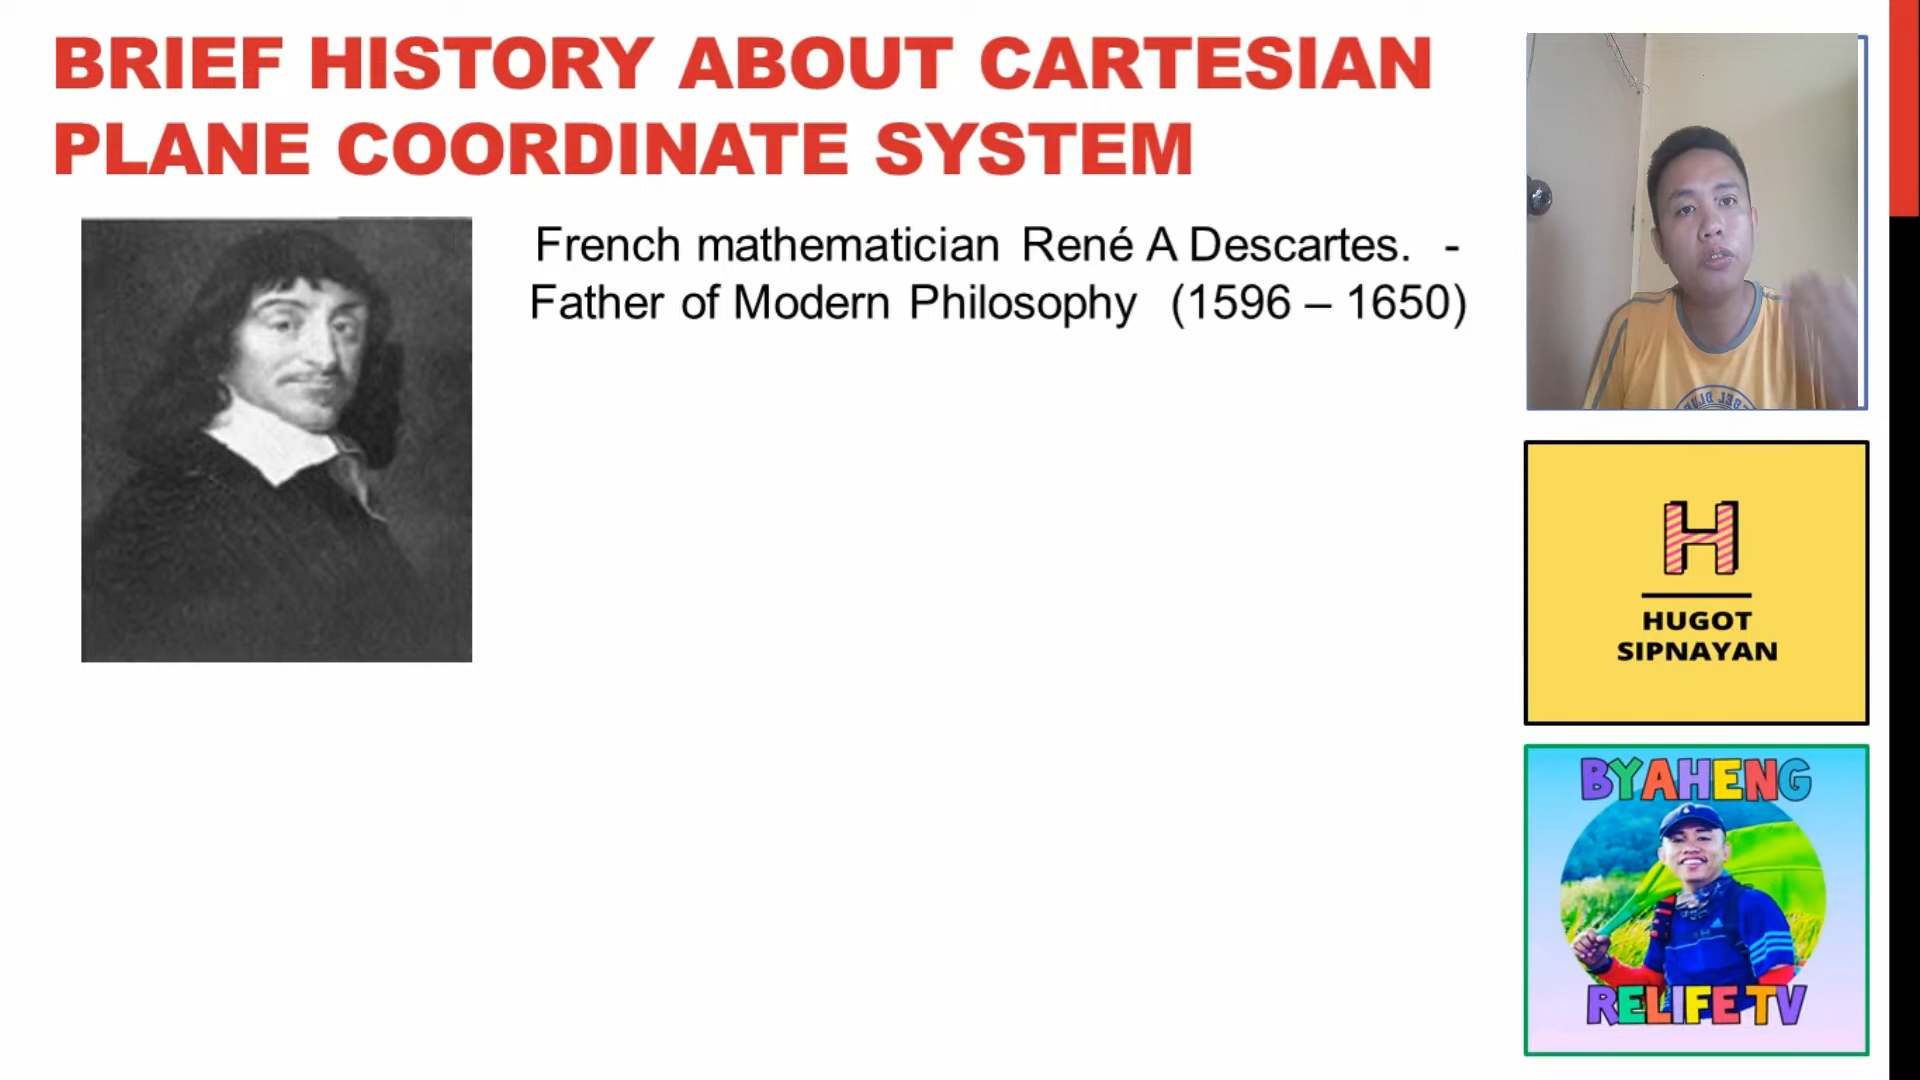 BRIEF HISTORY ABOUT CARTESIAN
PLANE COORDINATE SYSTEM
French mathematician René A Descartes. -
Father of Modern Philosophy (1596 – 1650)
H
HUGOT
SIPNAYAN
BYAHENG
RELIFE TV